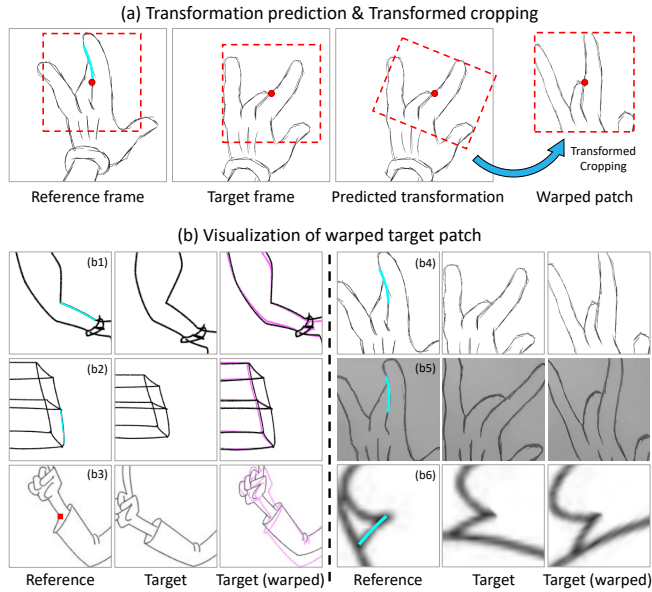 (a) Transformation prediction & Transformed cropping
Transformed
Cropping
Reference frame
Target frame
Predicted transformation
Warped patch
(b) Visualization of warped target patch
(b1)
(b4)
(b2)
(b5)
(b3)
(b6)
Reference
Target
Target (warped)
Reference
Target
Target (warped)